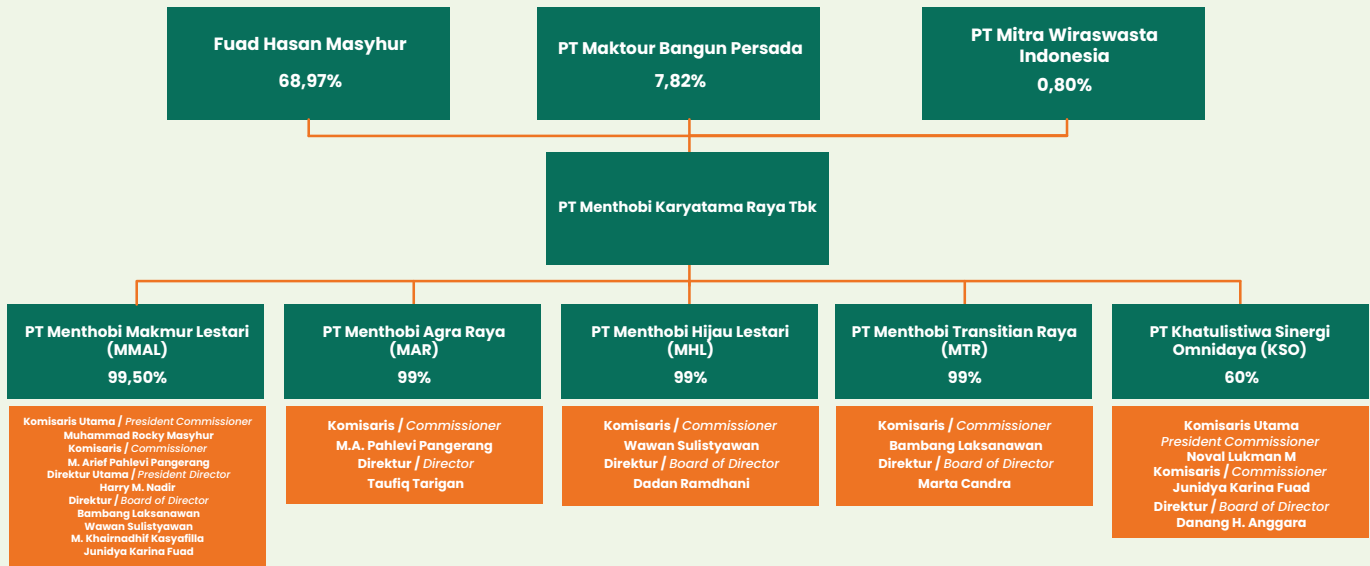 Fuad Hasan Masyhur
68,97%
PT Maktour Bangun Persada
7,82%
PT Mitra Wiraswasta
Indonesia
0,80%
PT Menthobi Karyatama Raya Tbk
PT Menthobi Makmur Lestari
(MMAL)
99,50%
Komisaris Utama / President Commissioner
Muhammad Rocky Masyhur
Komisaris / Commissioner
M. Arief Pahlevi Pangerang
Direktur Utama / President Director
Harry M. Nadir
Direktur / Board of Director
Bambang Laksanawan
Wawan Sulistyawan
M. Khairnadhif Kasyafilla
Junidya Karina Fuad
PT Menthobi Agra Raya
(MAR)
99%
Komisaris / Commissioner
M.A. Pahlevi Pangerang
Direktur / Director
Taufiq Tarigan
PT Menthobi Hijau Lestari
(MHL)
99%
Komisaris / Commissioner
Wawan Sulistyawan
Direktur / Board of Director
Dadan Ramdhani
PT Menthobi Transitian Raya
(MTR)
99%
Komisaris / Commissioner
Bambang Laksanawan
Direktur / Board of Director
Marta Candra
PT Khatulistiwa Sinergi
Omnidaya (KSO)
60%
Komisaris Utama
President Commissioner
Noval Lukman M
Komisaris / Commissioner
Junidya Karina Fuad
Direktur / Board of Director
Danang H. Anggara